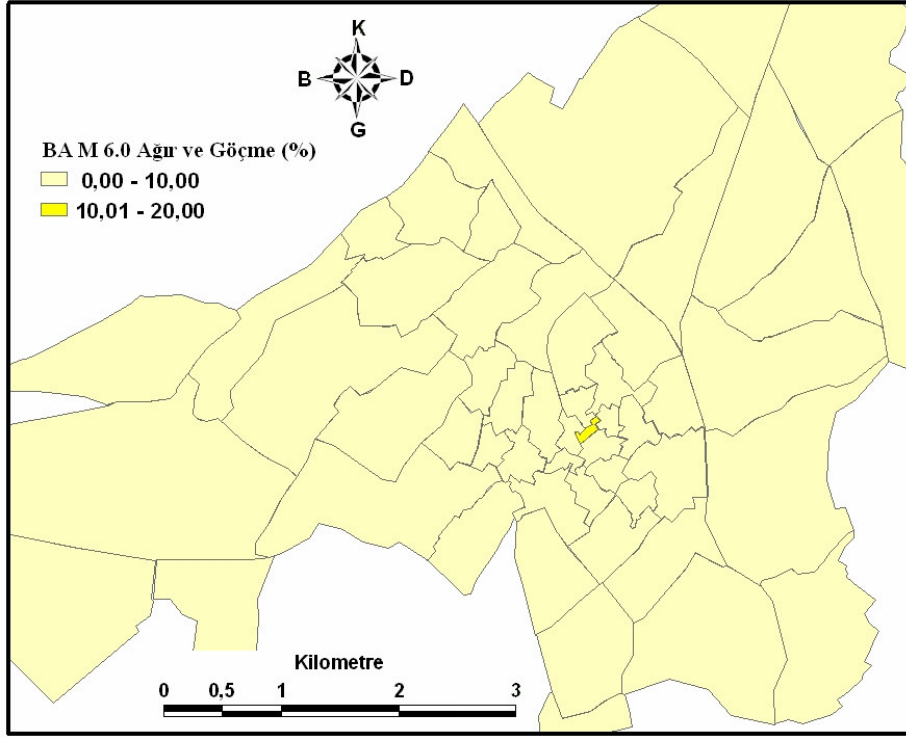 K
B D
G
BA M 6.0 Ağır ve Göçme (%)
0,00 - 10,00
10,01 - 20,00
Kilometre
0 0,5 1 2 3